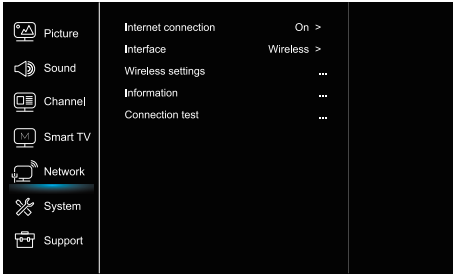 Picture
Sound
Channel
Smart TV
Network
System
Support
Internet connection On >
Interface Wireless >
Wireless settings ...
Information ...
Connection test ...